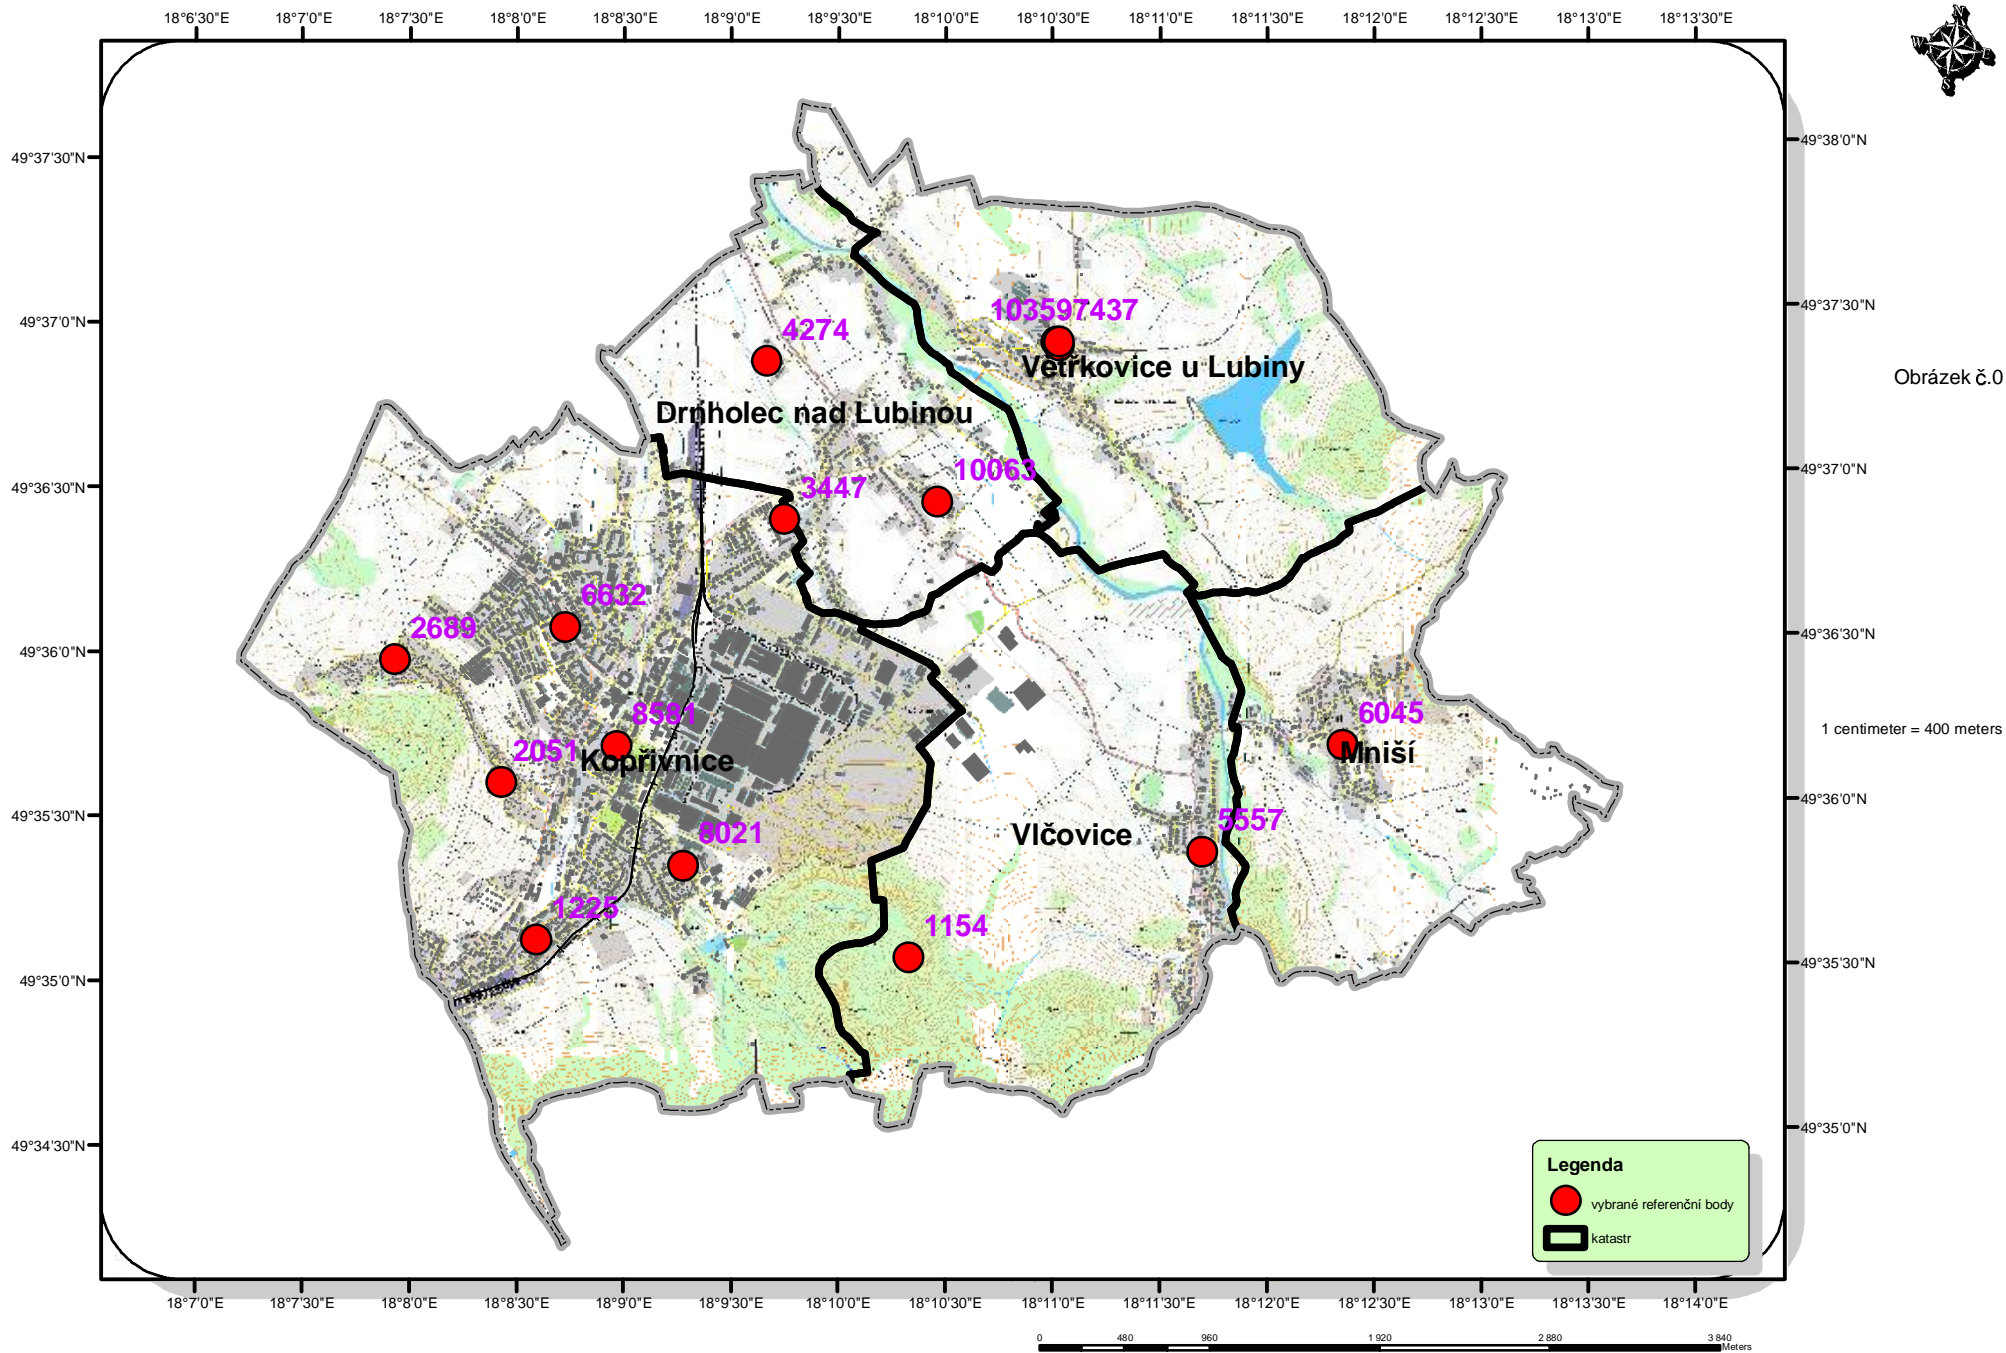 18°6'30"E 18°7'0"E 18°7'30"E 18°8'0"E 18°8'30"E 18°9'0"E 18°9'30"E 18°10'0"E 18°10'30"E 18°11'0"E 18°11'30"E 18°12'0"E 18°12'30"E 18°13'0"E 18°13'30"E
49°37'30"N
49°37'0"N
49°36'30"N
49°36'0"N
49°35'30"N
49°35'0"N
49°34'30"N
49°38'0"N
49°37'30"N
49°37'0"N
49°36'30"N
49°36'0"N
49°35'30"N
49°35'0"N
103597437
4274
Větřkovice u Lubiny
Drnholec nad Lubinou
10063
3447
6632
2689
8581
2051
Kopřivnice
6045
Mniší
5557
Vlčovice
8021
1225
1154
Obrázek č.0
1 centimeter = 400 meters
Legenda
vybrané referenční body
katastr
18°7'0"E 18°7'30"E 18°8'0"E 18°8'30"E 18°9'0"E 18°9'30"E 18°10'0"E 18°10'30"E 18°11'0"E 18°11'30"E 18°12'0"E 18°12'30"E 18°13'0"E 18°13'30"E 18°14'0"E
0 480 960 1 920 2 880 3 840
Meters